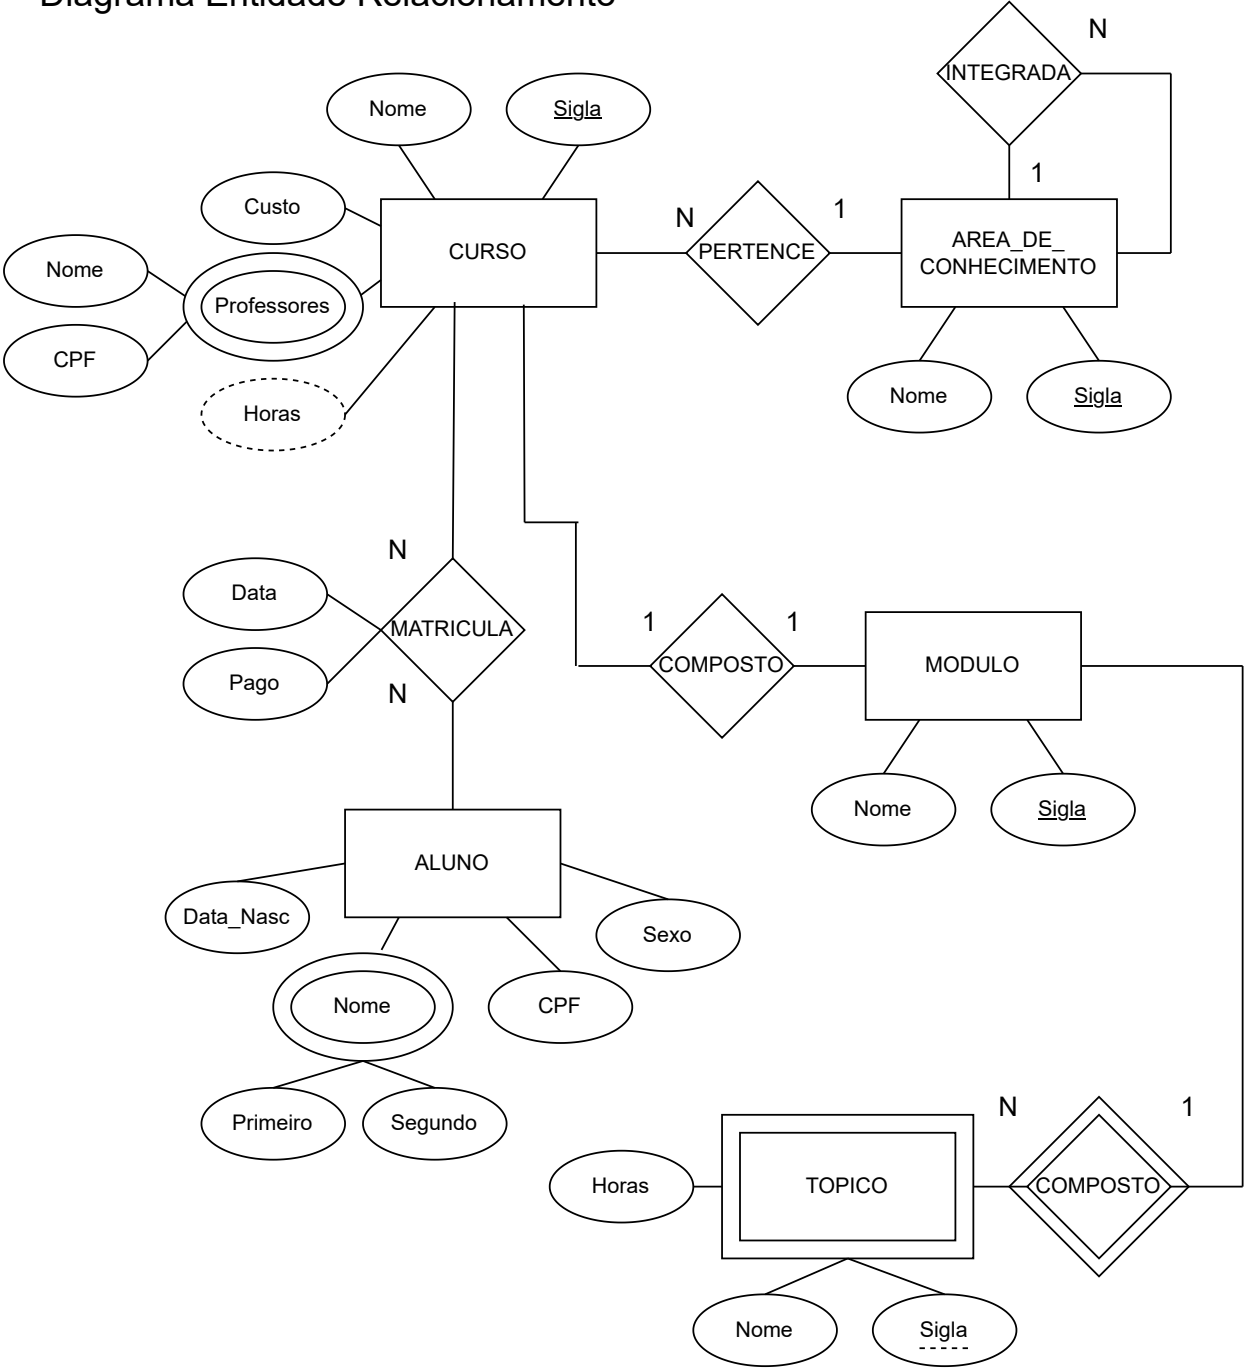 Diagrama Entidade Relacionamento
N
INTEGRADA
1
Nome
Sigla
Custo
CURSO
N
PERTENCE
1
AREA_DE_
CONHECIMENTO
Nome
Professores
CPF
Horas
Nome
Sigla
N
Data
MATRICULA
Pago
N
1
COMPOSTO
1
MODULO
Nome
Sigla
ALUNO
Data_Nasc
Sexo
Nome
CPF
Primeiro
Segundo
N
1
Horas
TOPICO
COMPOSTO
Nome
Sigla